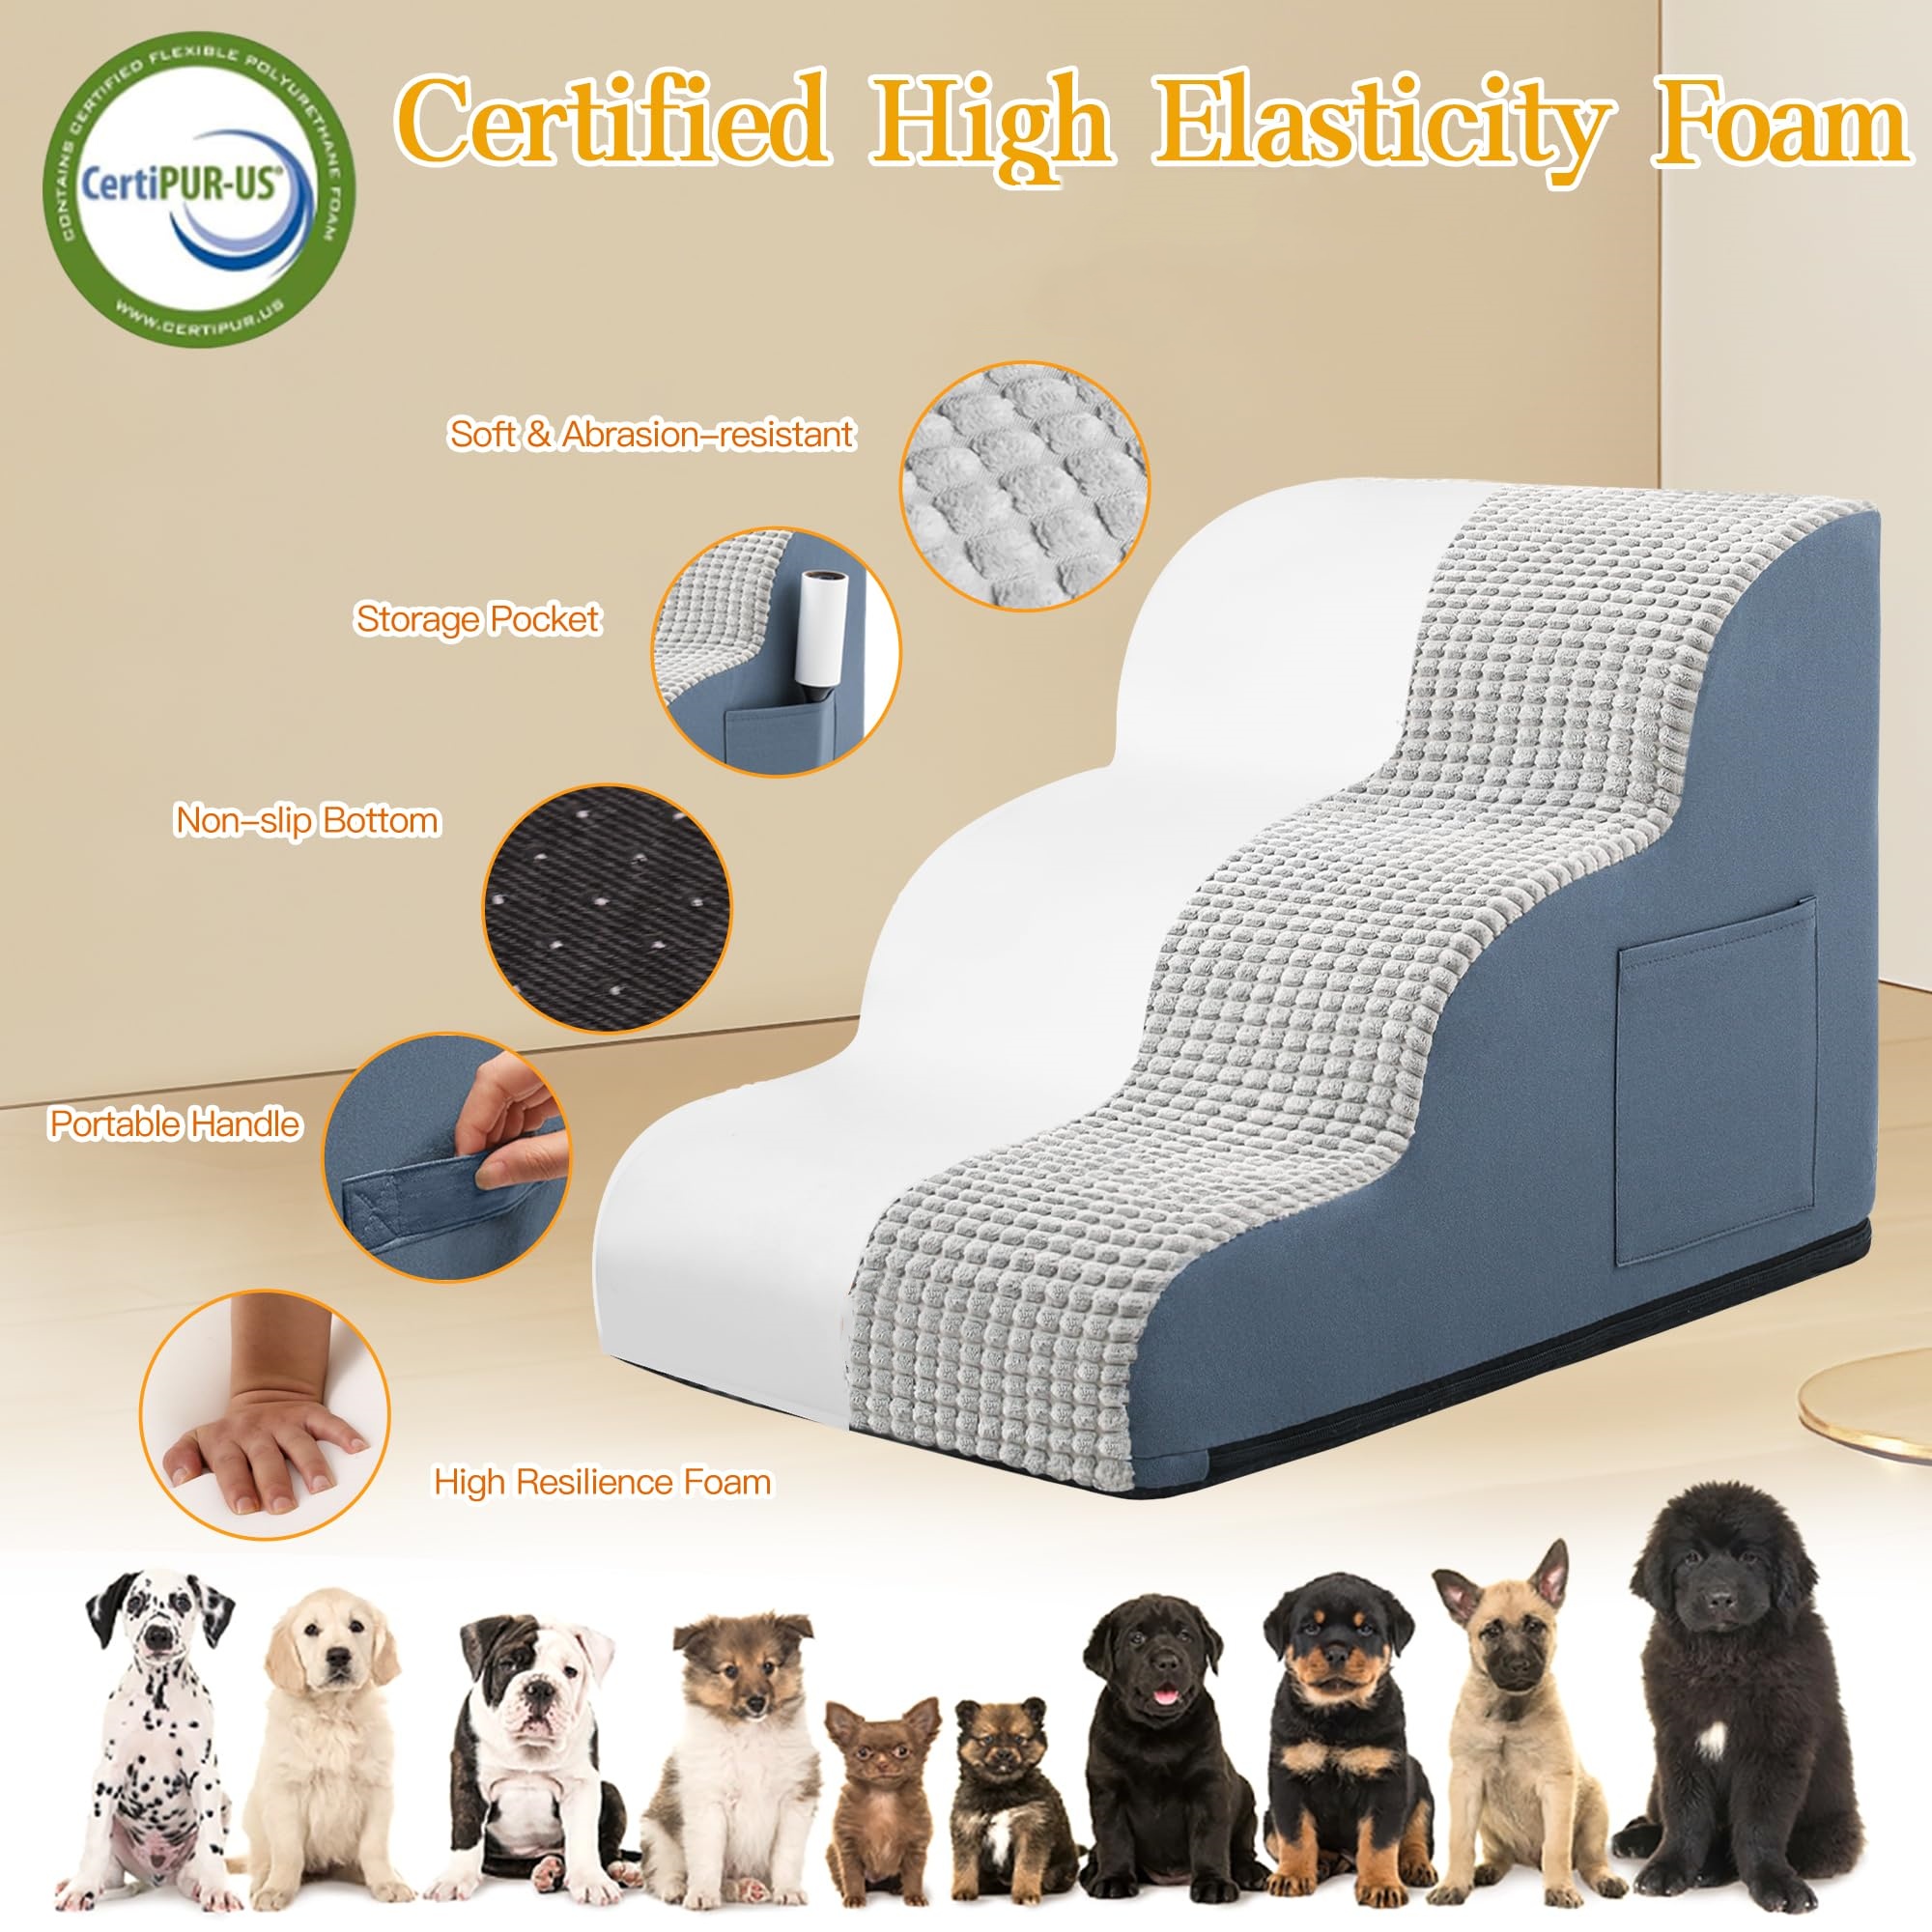 CONTAINS CERTIFIED FLEXIBLE POLYURETHANE FOAM
CertiPUR-US®
WWW.CERTIPUR.US
Certified High Elasticity Foam
Soft & Abrasion-resistant
Storage Pocket
Non-slip Bottom
Portable Handle
High Resilience Foam